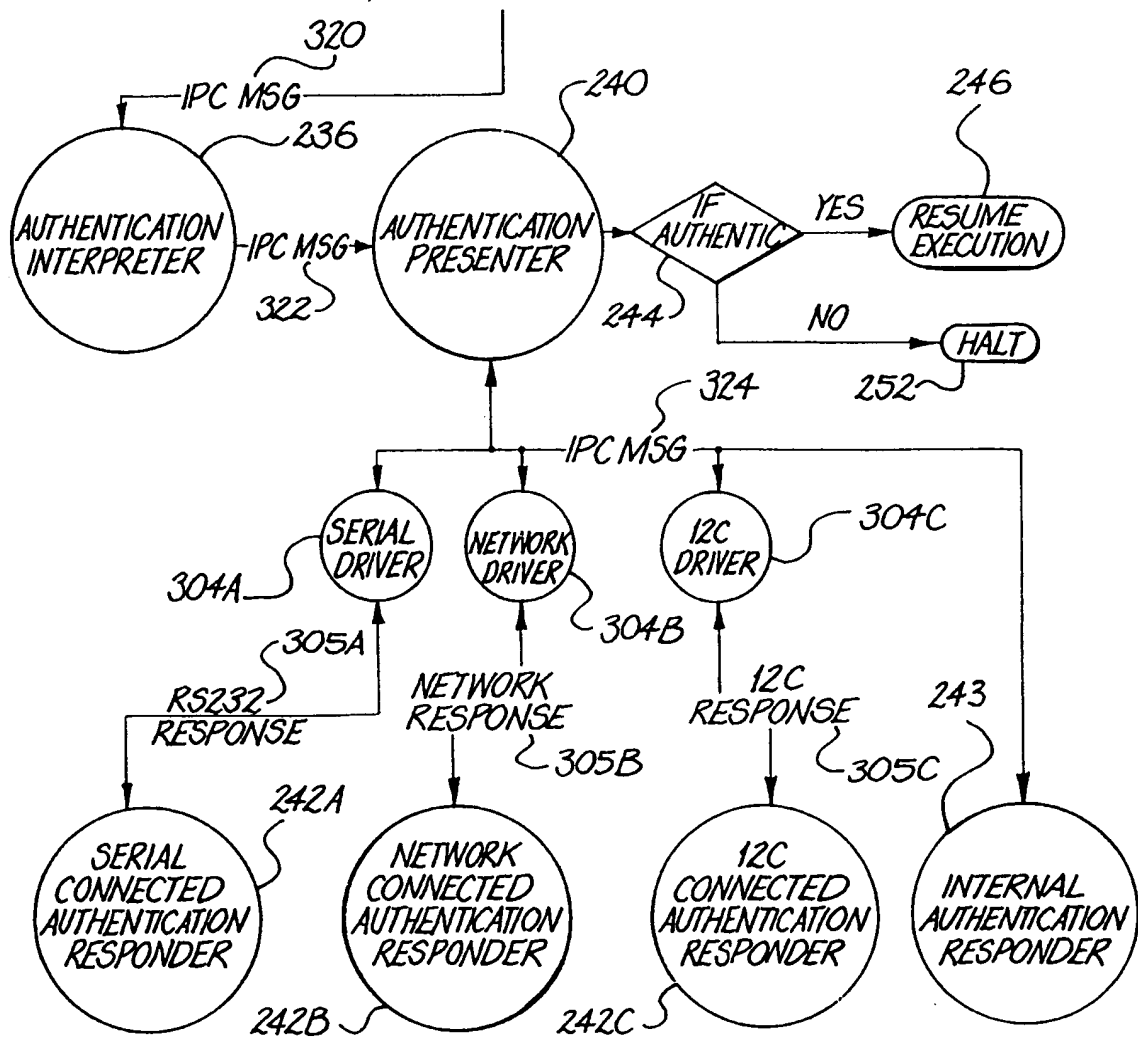 320
IPC MSG
236
240
246
AUTHENTICATION
INTERPRETER
IPC MSG
322
AUTHENTICATION
PRESENTER
IF
AUTHENTIC
244
YES
RESUME
EXECUTION
NO
HALT
252
324
IPC MSG
SERIAL
DRIVER
304A
NETWORK
DRIVER
304B
12C
DRIVER
304C
305A
RS232
RESPONSE
NETWORK
RESPONSE
305B
12C
RESPONSE
305C
243
242A
SERIAL
CONNECTED
AUTHENTICATION
RESPONDER
NETWORK
CONNECTED
AUTHENTICATION
RESPONDER
242B
12C
CONNECTED
AUTHENTICATION
RESPONDER
242C
INTERNAL
AUTHENTICATION
RESPONDER